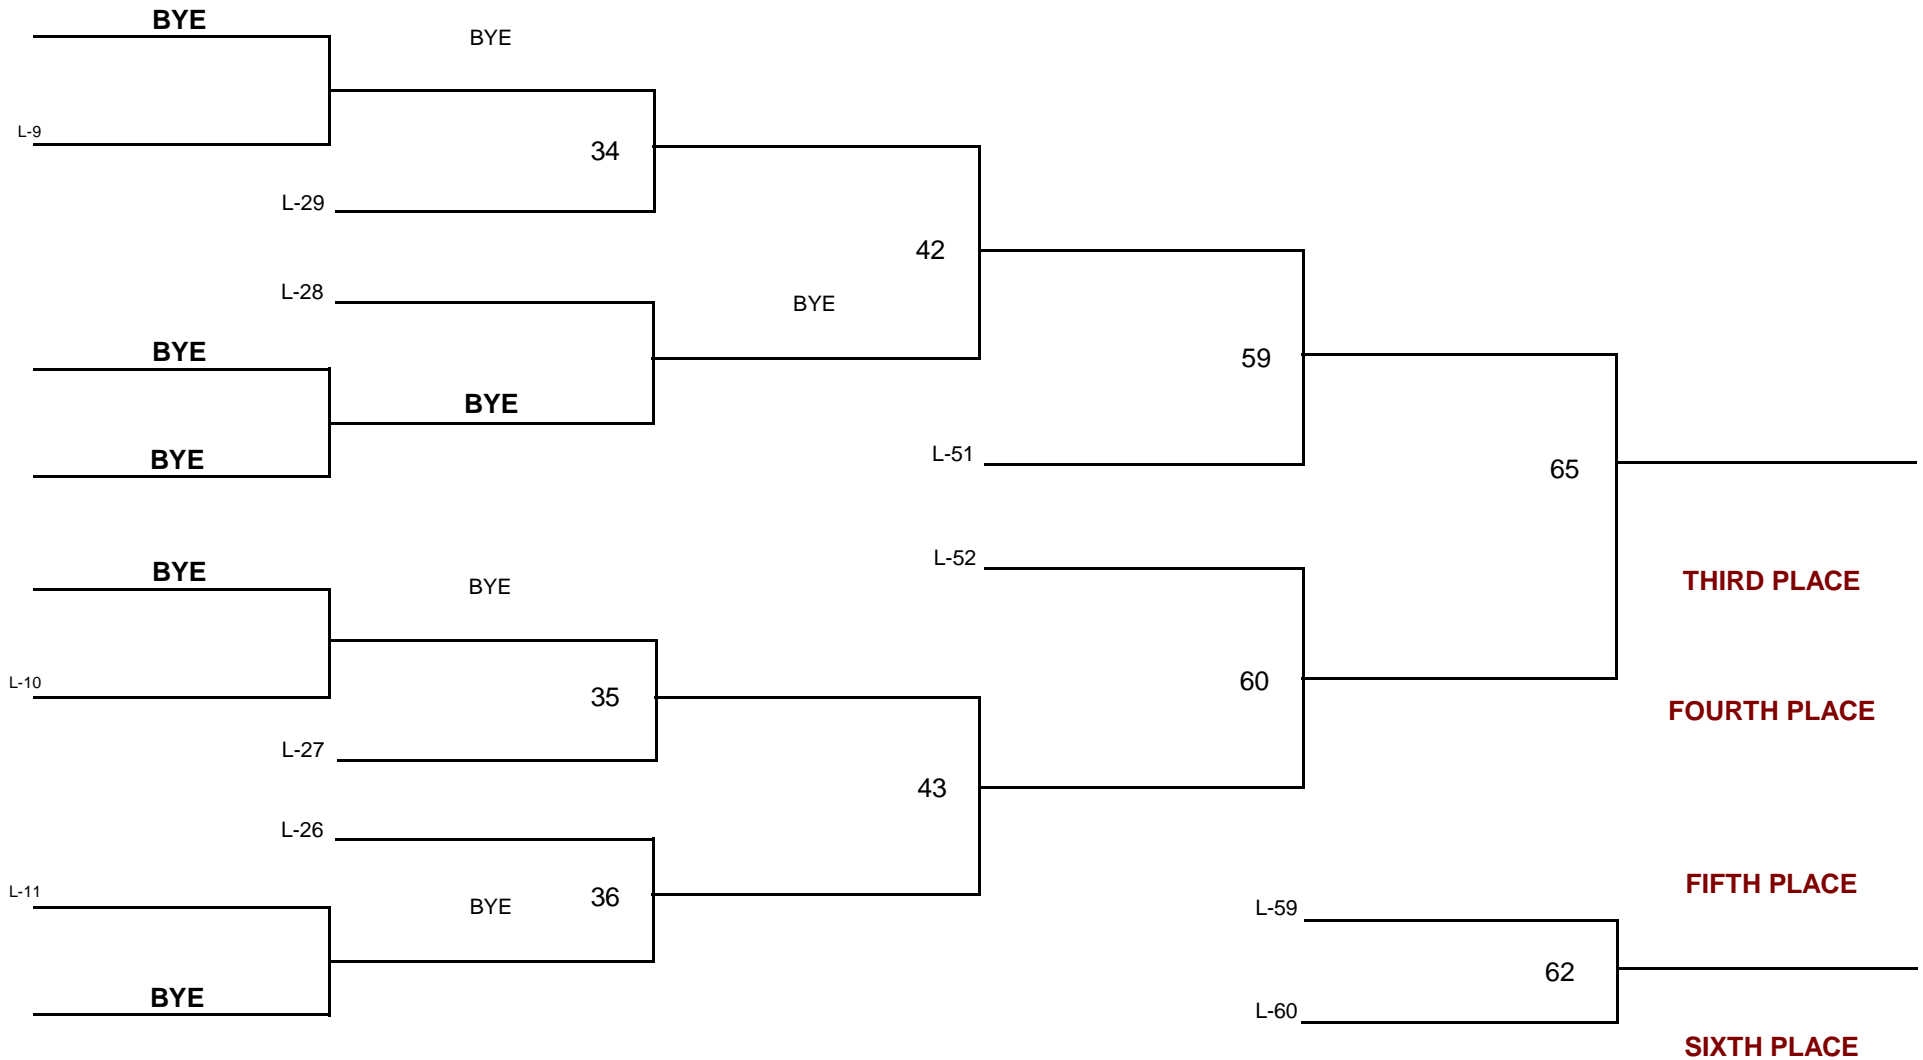 BYE
BYE
L-9
34
L-29
42
L-28
BYE
BYE
59
BYE
L-51
BYE
65
L-52
BYE
BYE
THIRD PLACE
L-10
60
35
FOURTH PLACE
L-27
43
L-26
FIFTH PLACE
L-11
36
BYE
L-59
62
BYE
L-60
SIXTH PLACE